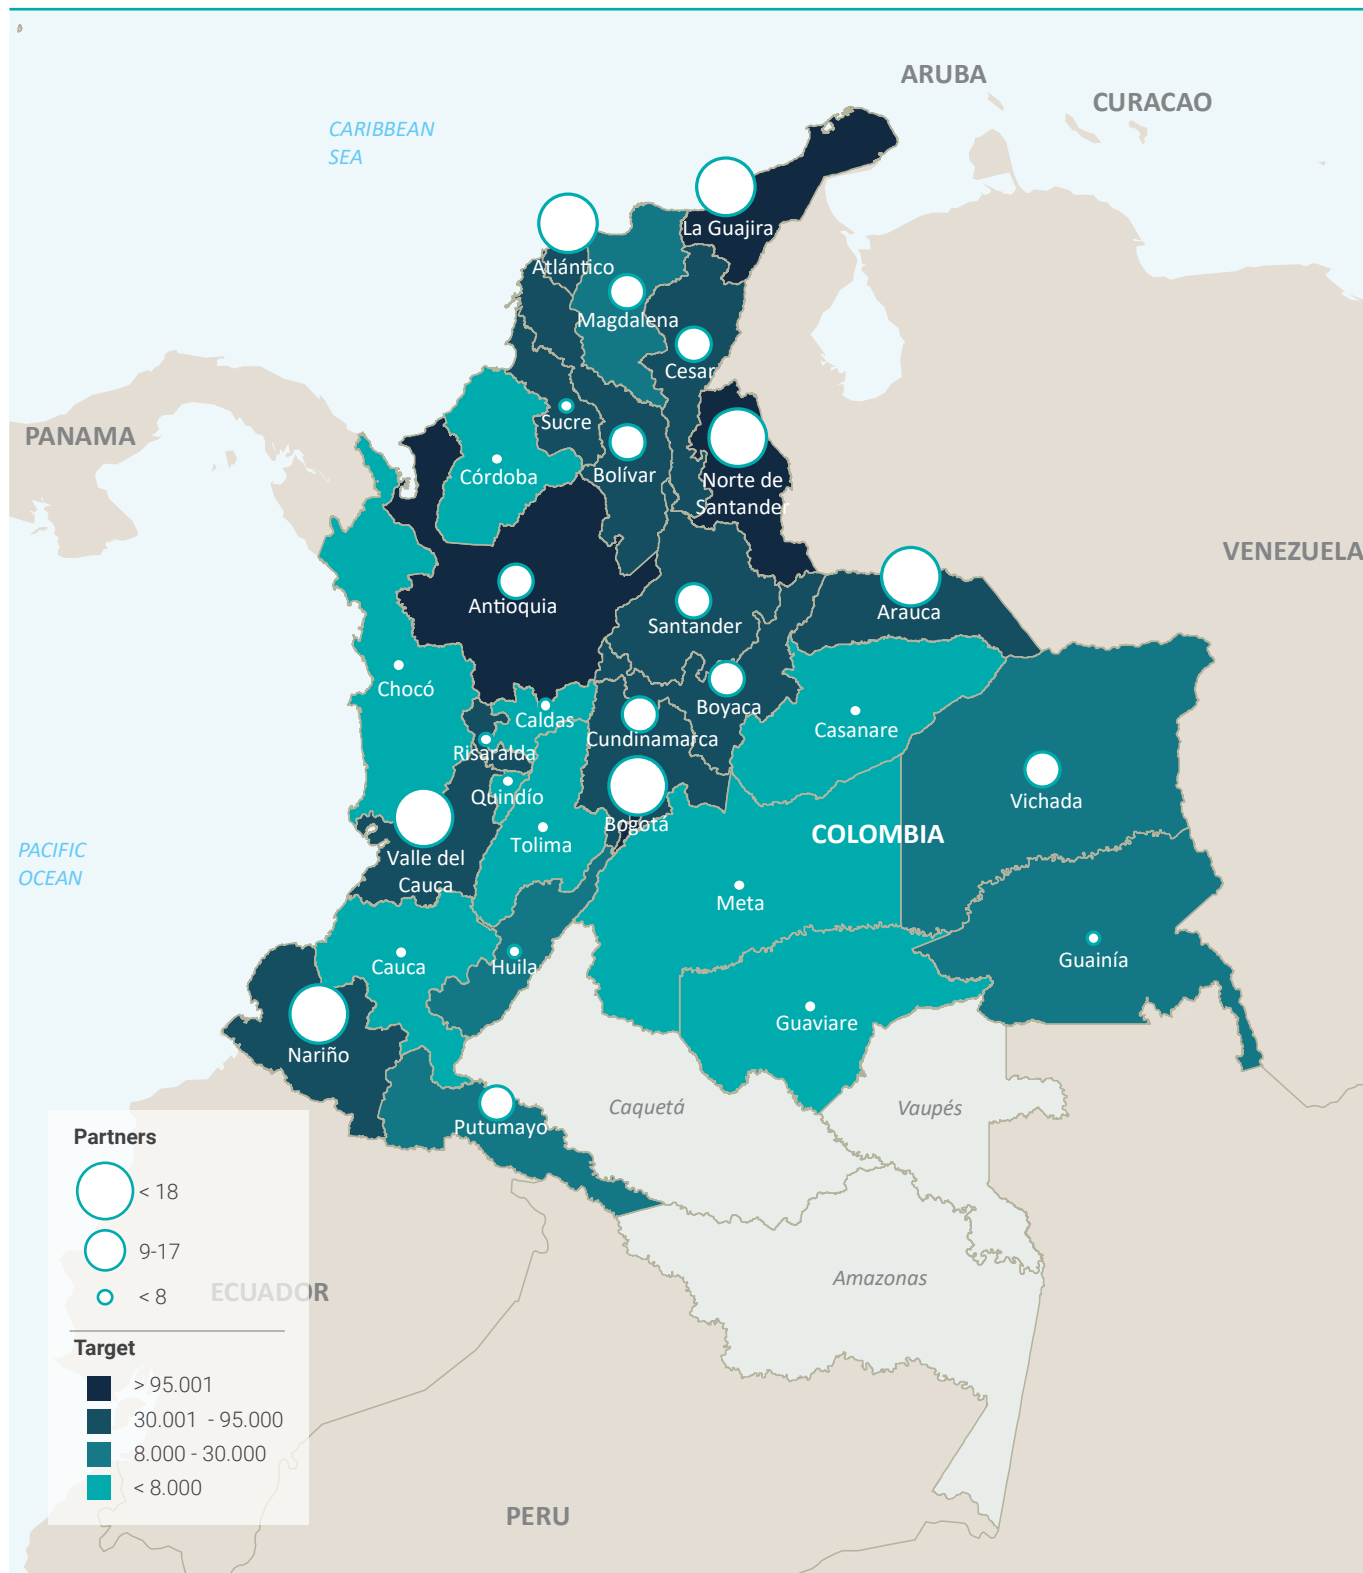 ARUBA
CURACAO
CARIBBEAN
SEA
La Guajira
Atlántico
Magdalena
Cesar
Sucre
PANAMA
Córdoba
Bolívar
Norte de
Santander
VENEZUELA
Antioquia
Santander
Arauca
Chocó
Boyaca
Caldas
Casanare
Cundinamarca
Risaralda
Quindío
Vichada
Bogotá
COLOMBIA
Tolima
PACIFIC
OCEAN
Valle del
Cauca
Meta
Cauca
Huila
Guainía
Guaviare
Nariño
Caquetá
Vaupés
Putumayo
Partners
< 18
9-17
< 8
ECUADOR
Amazonas
Target
> 95.001
30.001 - 95.000
8.000 - 30.000
< 8.000
PERU